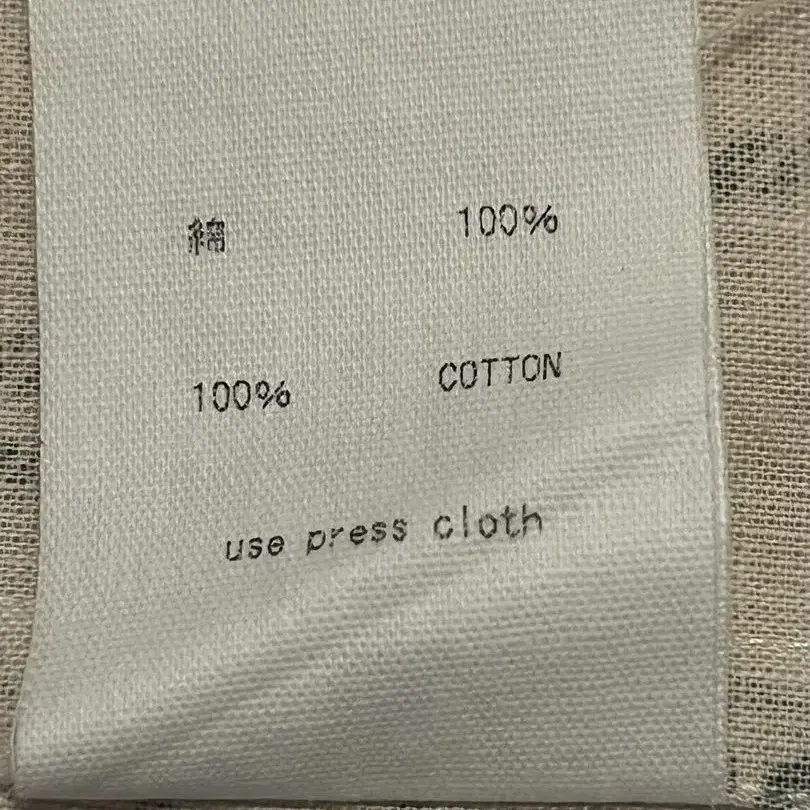 綿 100%
100% COTTON
use press cloth